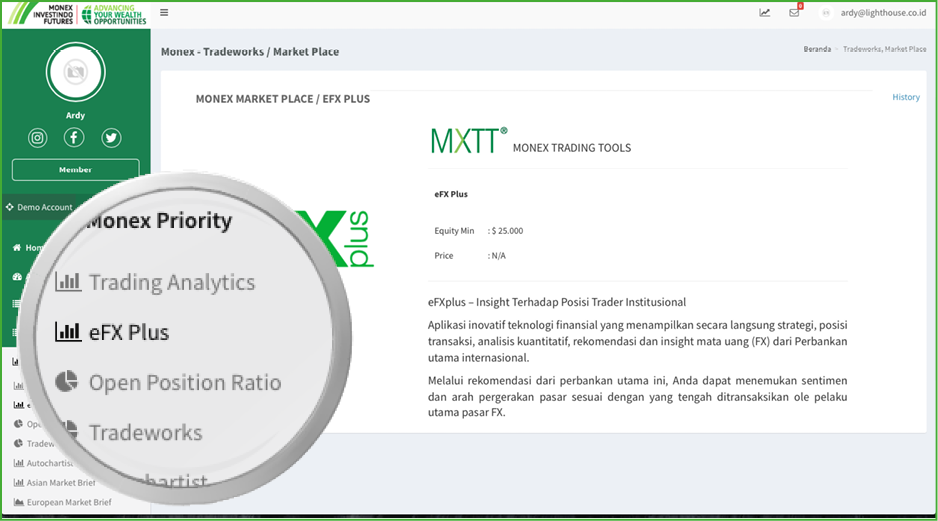 MONEX
INVESTINDO
FUTURES
ADVANCING
YOUR WEALTH
OPPORTUNITIES
8
ardy@lighthouse.co.id
Monex - Tradeworks / Market Place
Beranda - Tradeworks, Market Place
Ardy
Member
Demo Account
MONEX MARKET PLACE / EFX PLUS
History
MXTT® MONEX TRADING TOOLS
eFX Plus
Equity Min : $ 25.000
Price : N/A
eFXplus – Insight Terhadap Posisi Trader Institusional
Aplikasi inovatif teknologi finansial yang menampilkan secara langsung strategi, posisi
transaksi, analisis kuantitatif, rekomendasi dan insight mata uang (FX) dari Perbankan
utama internasional.
Melalui rekomendasi dari perbankan utama ini, Anda dapat menemukan sentimen
dan arah pergerakan pasar sesuai dengan yang tengah ditransaksikan ole pelaku
utama pasar FX.
X plus
Monex Priority
Trading Analytics
eFX Plus
Open Position Ratio
Tradeworks
Autochartist
Asian Market Brief
European Market Brief